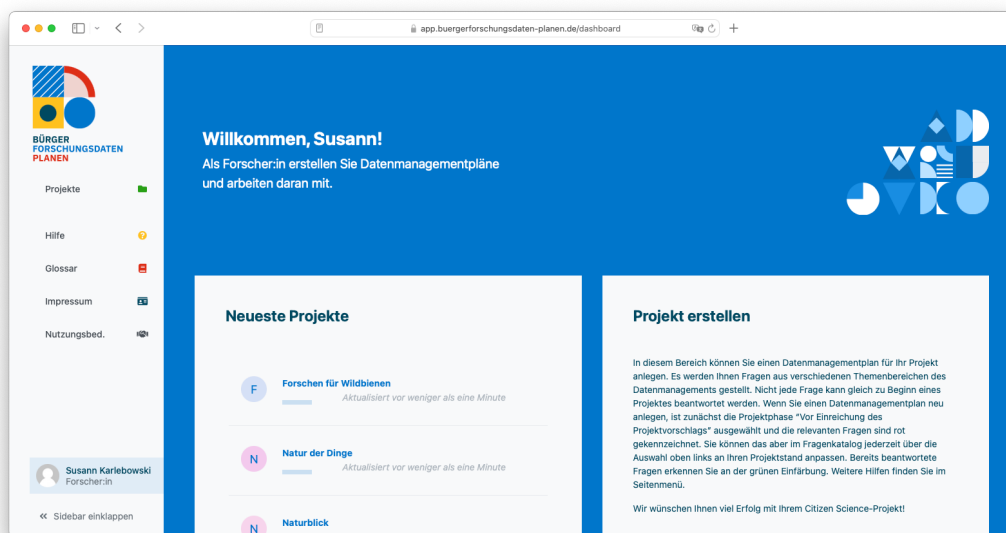 app.buergerforschungsdaten-planen.de/dashboard
BÜRGER
FORSCHUNGSDATEN
PLANEN
Projekte
Hilfe
Glossar
Impressum
Nutzungsbed.
Susann Karlebowski
Forscher:in
Sidebar einklappen
Willkommen, Susann!
Als Forscher:in erstellen Sie Datenmanagementpläne
und arbeiten daran mit.
Neueste Projekte
F
Forschen für Wildbienen
Aktualisiert vor weniger als eine Minute
N
Natur der Dinge
Aktualisiert vor weniger als eine Minute
N
Naturblick
Projekt erstellen
In diesem Bereich können Sie einen Datenmanagementplan für Ihr Projekt
anlegen. Es werden Ihnen Fragen aus verschiedenen Themenbereichen des
Datenmanagements gestellt. Nicht jede Frage kann gleich zu Beginn eines
Projektes beantwortet werden. Wenn Sie einen Datenmanagementplan neu
anlegen, ist zunächst die Projektphase "Vor Einreichung des
Projektvorschlags" ausgewählt und die relevanten Fragen sind rot
gekennzeichnet. Sie können das aber im Fragenkatalog jederzeit über die
Auswahl oben links an Ihren Projektstand anpassen. Bereits beantwortete
Fragen erkennen Sie an der grünen Einfärbung. Weitere Hilfen finden Sie im
Seitenmenü.
Wir wünschen Ihnen viel Erfolg mit Ihrem Citizen Science-Projekt!